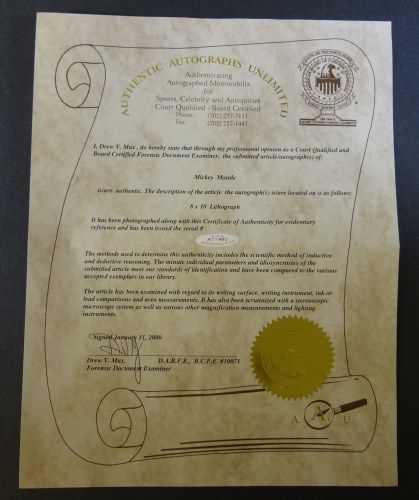 AUTHENTIC AUTOGRAPHS UNLIMITED
Authenticating
Autographed Memorabilia
for
Sports, Celebrity and Antiquities
Court Qualified - Board Certified
Phone: (702) 257-7111
Fax: (702) 257-1447
I, Drew V. Max, do hereby state that through my professional opinion as a Court Qualified and
Board Certified Forensic Document Examiner, the submitted article/autograph(s) of:
Mickey Mantle
is/are authentic. The description of the article the autograph(s) is/are located on is as follows:
8 x 10 Lithograph
It has been photographed along with this Certificate of Authenticity for evidentiary
reference and has been issued the serial #
The methods used to determine this authenticity includes the scientific method of inductive
and deductive reasoning. The minute individual parameters and idiosyncrasies of the
submitted article meet our standards of identification and have been compared to the various
accepted exemplars in our library.
The article has been examined with regard to its writing surface, writing instrument, ink or
lead comparisons and area measurements. It has also been scrutinized with a stereoscopic
microscope system as well as various other magnification measurements and lighting
instruments.
Signed January 11, 2000
Drew V. Max, D.A.B.F.E., B.C.F.E. #10071
Forensic Document Examiner
A. A. U.